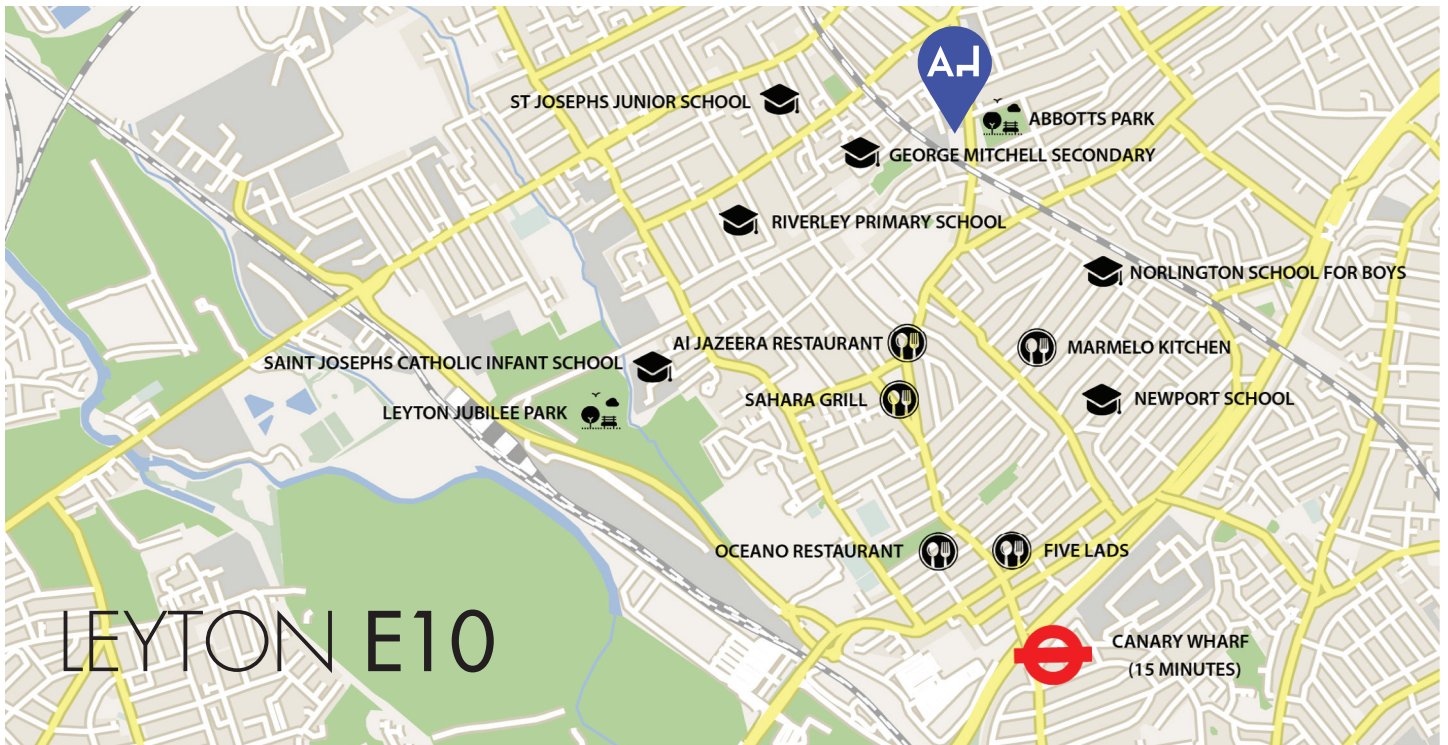 AH
ST JOSEPHS JUNIOR SCHOOL
ABBOTTS PARK
GEORGE MITCHELL SECONDARY
RIVERLEY PRIMARY SCHOOL
NORLINGTON SCHOOL FOR BOYS
AI JAZEERA RESTAURANT
MARMELO KITCHEN
SAINT JOSEPHS CATHOLIC INFANT SCHOOL
SAHARA GRILL
NEWPORT SCHOOL
LEYTON JUBILEE PARK
OCEANO RESTAURANT
FIVE LADS
LEYTON E10
CANARY WHARF
(15 MINUTES)